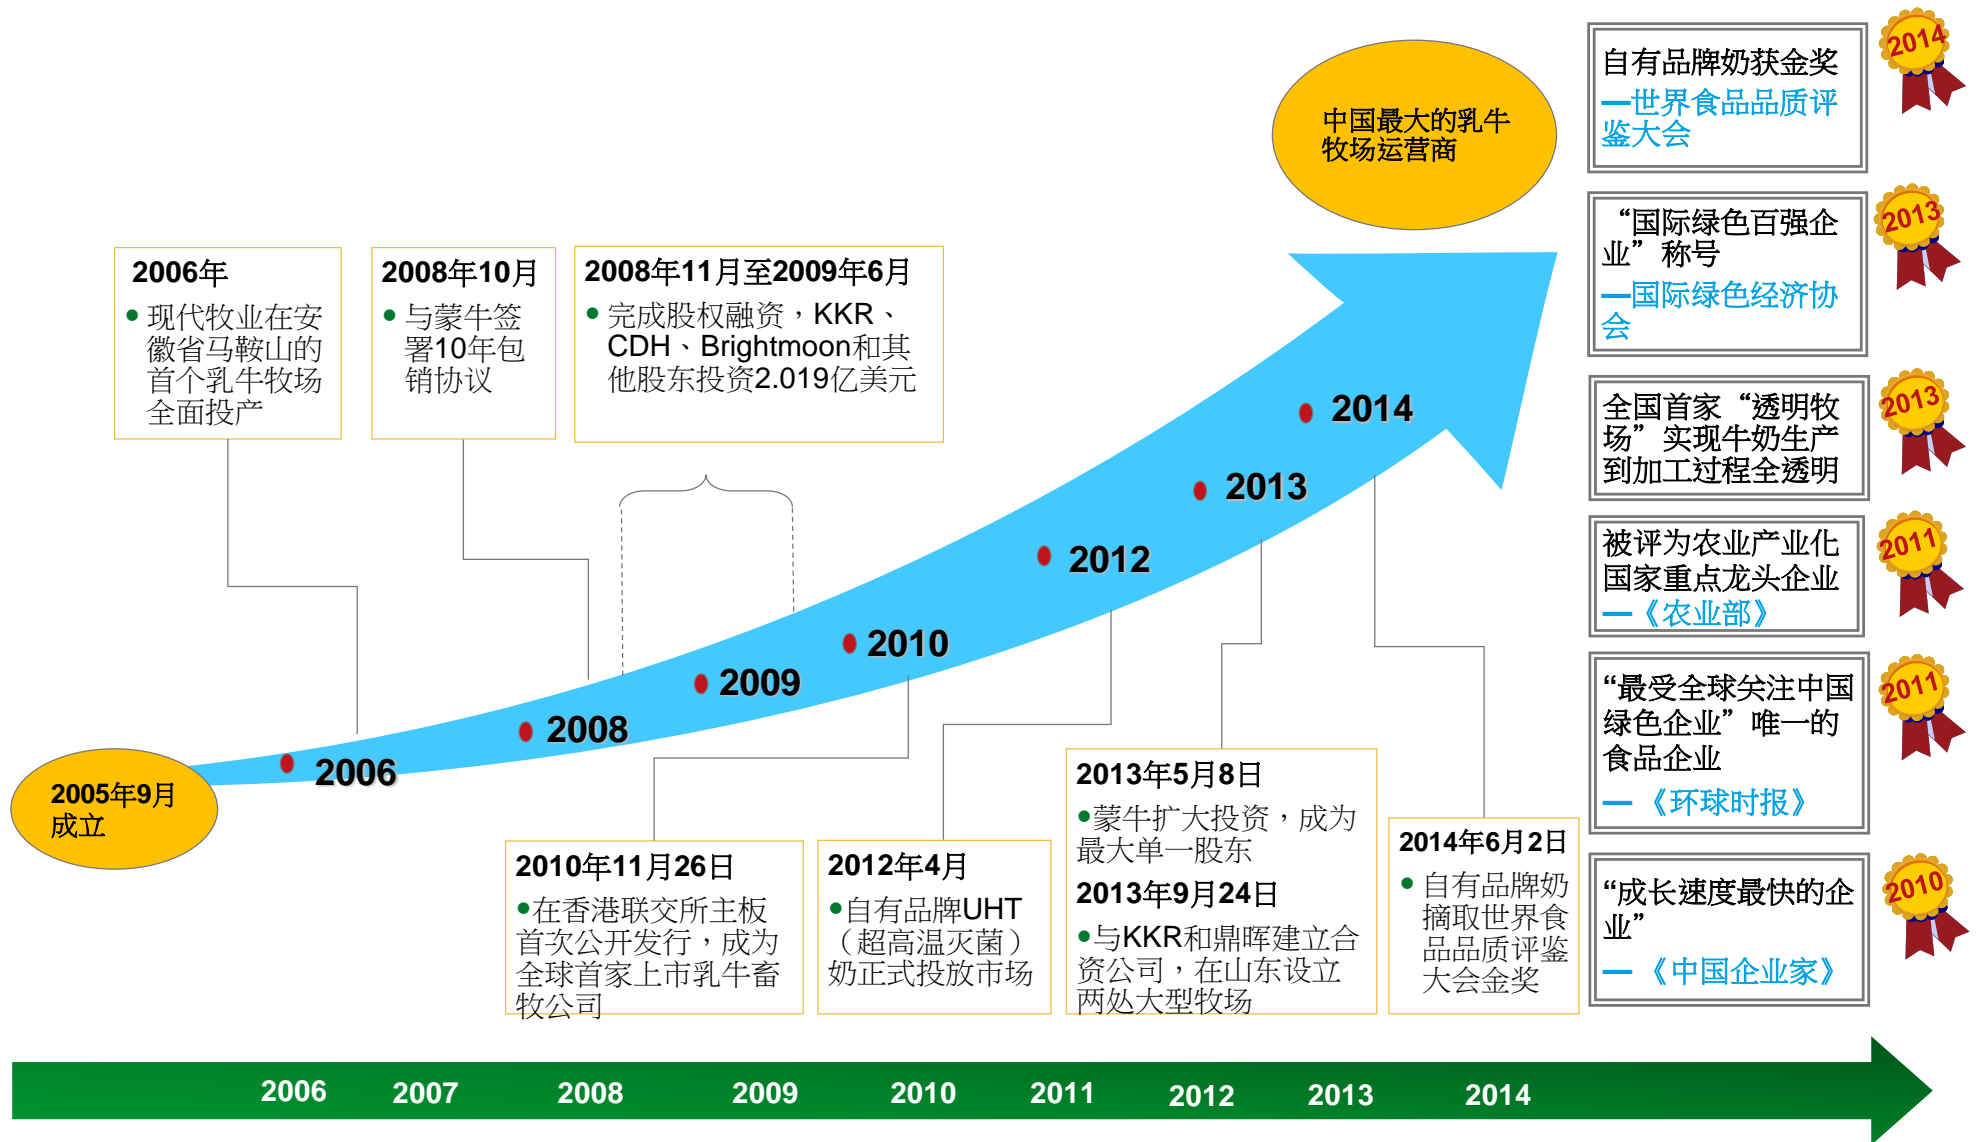 中国最大的乳牛
牧场运营商
2006年
•现代牧业在安
徽省马鞍山的
首个乳牛牧场
全面投产
2008年10月
•与蒙牛签
署10年包
销协议
2008年11月至2009年6月
•完成股权融资，KKR、
CDH、Brightmoon和其
他股东投资2.019亿美元
2005年9月
成立
2006
2008
2009
2010
2012
2013
2014
2010年11月26日
•在香港联交所主板
首次公开发行，成为
全球首家上市乳牛畜
牧公司
2012年4月
•自有品牌UHT
（超高温灭菌）
奶正式投放市场
2013年5月8日
•蒙牛扩大投资，成为
最大单一股东
2013年9月24日
•与KKR和鼎晖建立合
资公司，在山东设立
两处大型牧场
2014年6月2日
•自有品牌奶
摘取世界食
品品质评鉴
大会金奖
自有品牌奶获金奖
—世界食品品质评
鉴大会
2014
“国际绿色百强企
业”称号
—国际绿色经济协
会
2013
全国首家“透明牧
场”实现牛奶生产
到加工过程全透明
2013
被评为农业产业化
国家重点龙头企业
—《农业部》
2011
“最受全球关注中国
绿色企业”唯一的
食品企业
—《环球时报》
2011
“成长速度最快的企
业”
—《中国企业家》
2010
2006 2007 2008 2009 2010 2011 2012 2013 2014